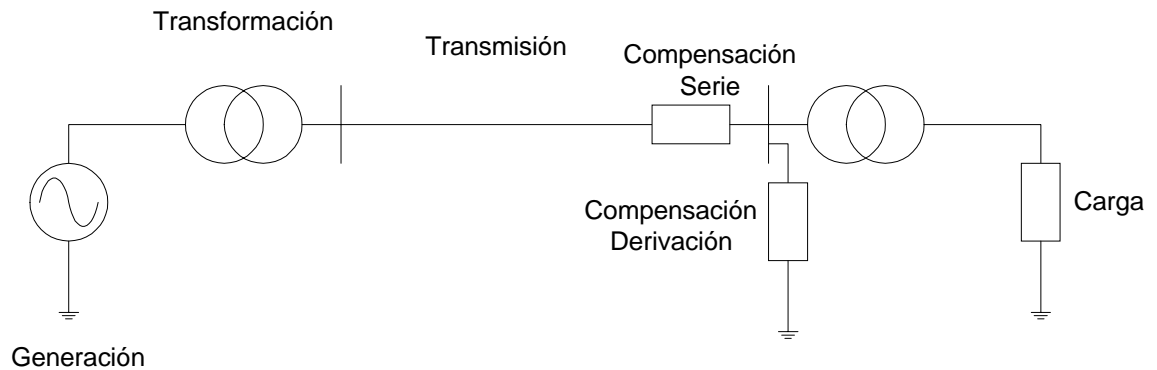 Transformación
Transmisión
Compensación
Serie
Compensación
Derivación
Carga
Generación